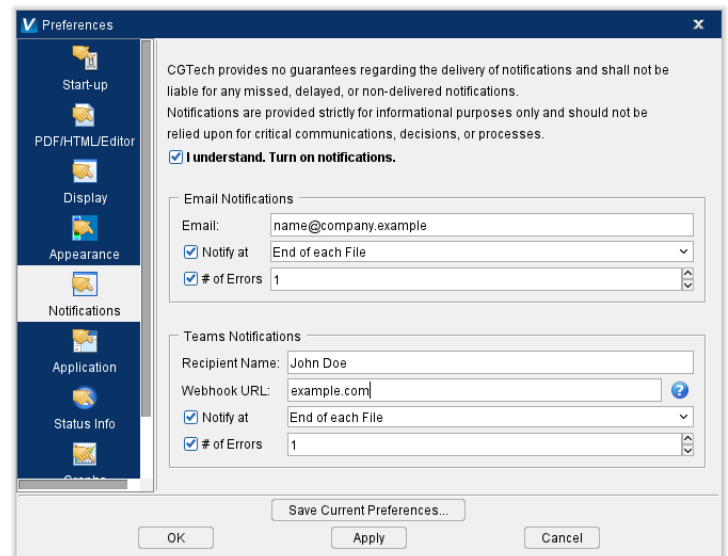 Preferences
Start-up
PDF/HTML/Editor
Display
Appearance
Notifications
Application
Status Info
CGTech provides no guarantees regarding the delivery of notifications and shall not be
liable for any missed, delayed, or non-delivered notifications.
Notifications are provided strictly for informational purposes only and should not be
relied upon for critical communications, decisions, or processes.
I understand. Turn on notifications.
Email Notifications
Email: name@company.example
Notify at End of each File
# of Errors 1
Teams Notifications
Recipient Name: John Doe
Webhook URL: example.com
Notify at End of each File
# of Errors 1
Save Current Preferences...
OK Apply Cancel